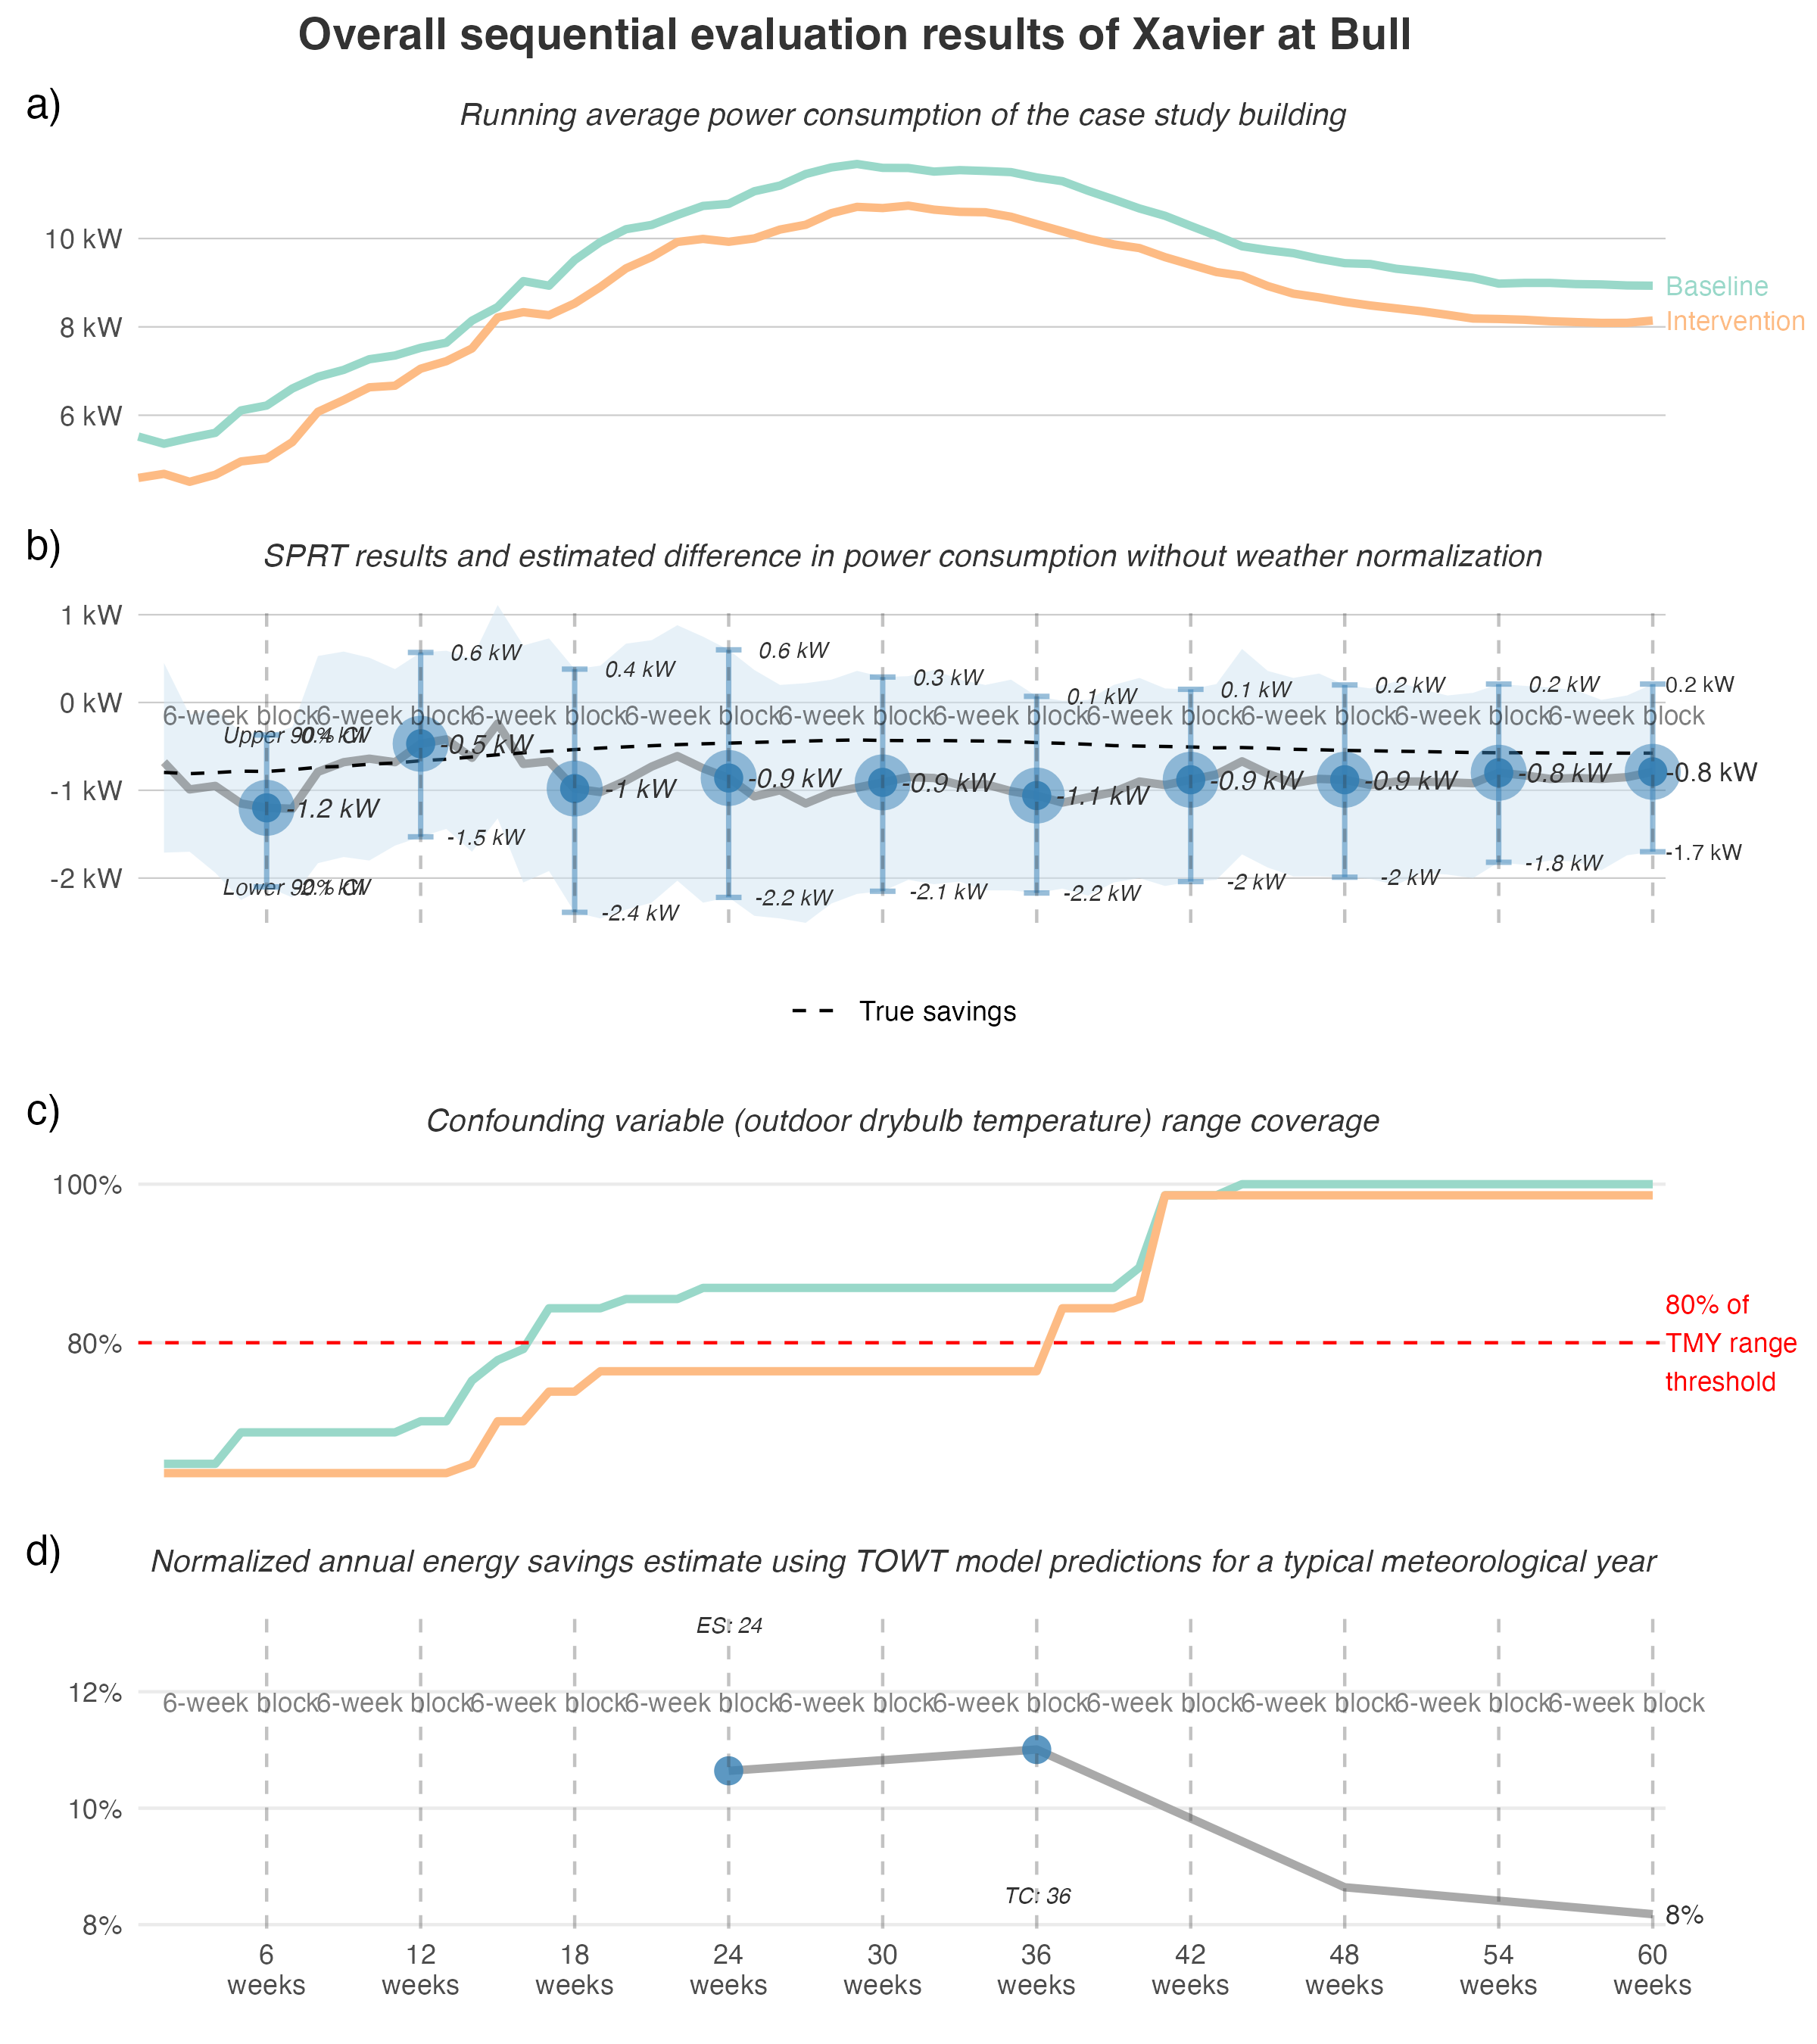 Overall sequential evaluation results of Xavier at Bull
a)
Running average power consumption of the case study building
10 kW
8 kW
6 kW
Baseline
Intervention
b)
SPRT results and estimated difference in power consumption without weather normalization
1 kW
0 kW
-1 kW
-2 kW
0.6 kW
0.4 kW
0.6 kW
0.3 kW
0.1 kW
0.1 kW
0.2 kW
0.2 kW
0.2 kW
6-week block 6-week block 6-week block 6-week block 6-week block 6-week block 6-week block 6-week block 6-week block 6-week block
Upper 90% CI
-0.4 kW
-1.2 kW
-0.5 kW
-1 kW
-0.9 kW
-0.9 kW
-1.1 kW
-0.9 kW
-0.9 kW
-0.8 kW
-0.8 kW
Lower 90% CI
-2.1 kW
-1.5 kW
-2.4 kW
-2.2 kW
-2.1 kW
-2.2 kW
-2 kW
-2 kW
-1.8 kW
-1.7 kW
True savings
c)
Confounding variable (outdoor drybulb temperature) range coverage
100%
80%
80% of
TMY range
threshold
d)
Normalized annual energy savings estimate using TOWT model predictions for a typical meteorological year
ES: 24
12%
6-week block 6-week block 6-week block 6-week block 6-week block 6-week block 6-week block 6-week block 6-week block 6-week block
10%
TC: 36
8%
8%
6 12 18 24 30 36 42 48 54 60
weeks weeks weeks weeks weeks weeks weeks weeks weeks weeks